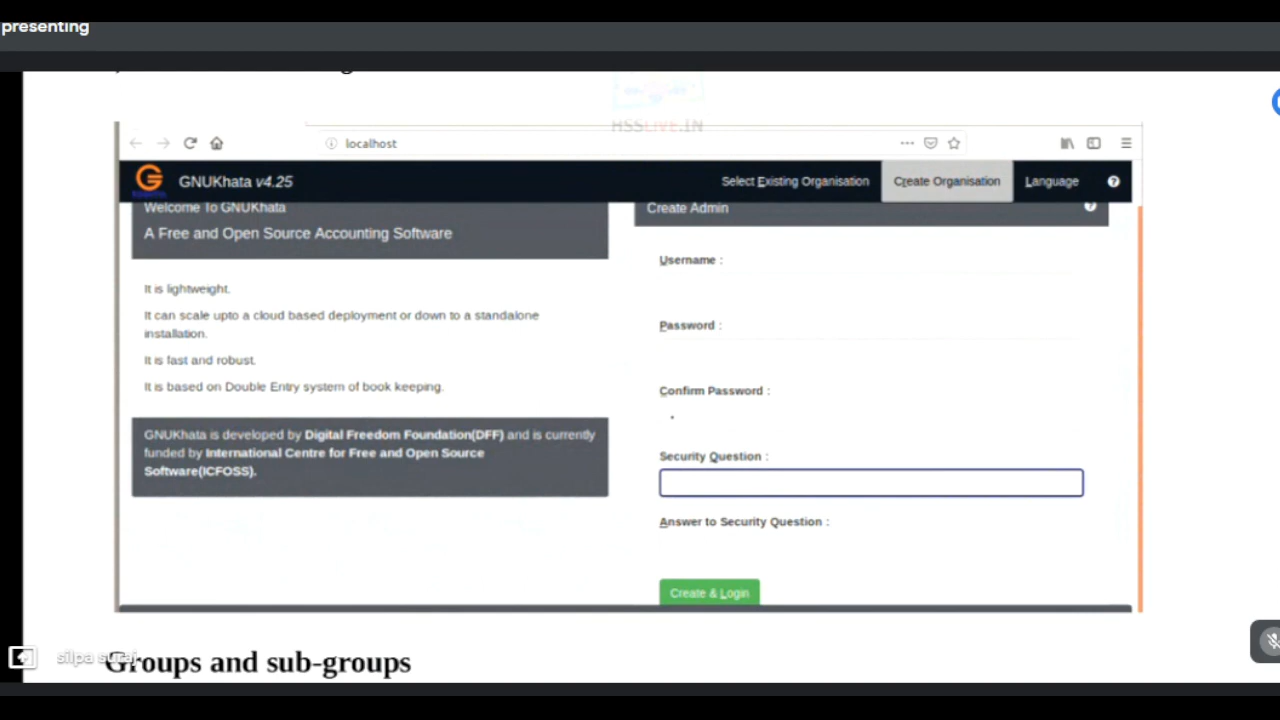 presenting
HSSLIVE.IN
localhost
GNUKhata v4.25
Select Existing Organisation
Create Organisation
Language
Welcome To GNUKhata
A Free and Open Source Accounting Software
It is lightweight.
It can scale upto a cloud based deployment or down to a standalone
installation.
It is fast and robust.
It is based on Double Entry system of book keeping.
GNUKhata is developed by Digital Freedom Foundation(DFF) and is currently
funded by International Centre for Free and Open Source
Software(ICFOSS).
Create Admin
Username :
Password :
Confirm Password :
Security Question :
Answer to Security Question :
Create & Login
silpa suraj
Groups and sub-groups